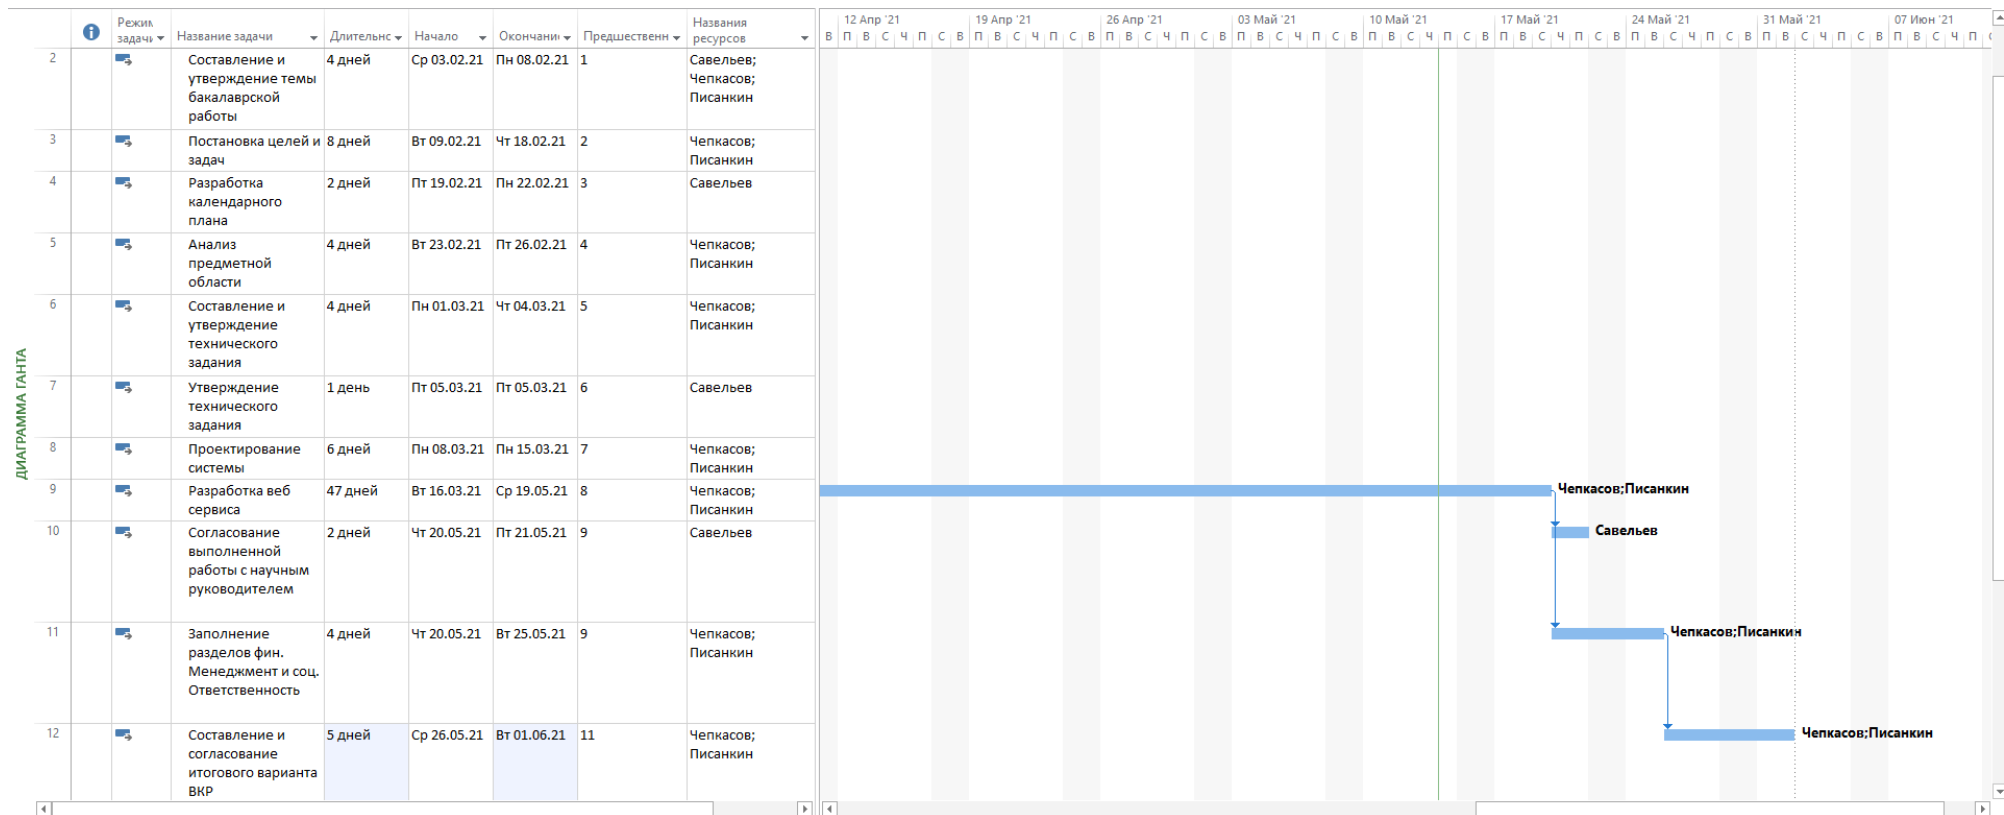 Режим
задачи
Название задачи
Длительнс
Начало
Окончани
Предшественн
Названия
ресурсов
12 Апр '21
19 Апр '21
26 Апр '21
03 Май '21
10 Май '21
17 Май '21
24 Май '21
31 Май '21
07 Июн '21
В П В С Ч П С В П В С Ч П С В П В С Ч П С В П В С Ч П С В П В С Ч П С В П В С Ч П С В П В С Ч П С В П В С Ч П С В П В С Ч П
ДИАГРАММА ГАНТА
2
Составление и
утверждение темы
бакалаврской
работы
4 дней
Ср 03.02.21
Пн 08.02.21
1
Савельев;
Чепкасов;
Писанкин
3
Постановка целей и
задач
8 дней
Вт 09.02.21
Чт 18.02.21
2
Чепкасов;
Писанкин
4
Разработка
календарного
плана
2 дней
Пт 19.02.21
Пн 22.02.21
3
Савельев
5
Анализ
предметной
области
4 дней
Вт 23.02.21
Пт 26.02.21
4
Чепкасов;
Писанкин
6
Составление и
утверждение
технического
задания
4 дней
Пн 01.03.21
Чт 04.03.21
5
Чепкасов;
Писанкин
7
Утверждение
технического
задания
1 день
Пт 05.03.21
Пт 05.03.21
6
Савельев
8
Проектирование
системы
6 дней
Пн 08.03.21
Пн 15.03.21
7
Чепкасов;
Писанкин
9
Разработка веб
сервиса
47 дней
Вт 16.03.21
Ср 19.05.21
8
Чепкасов;
Писанкин
Чепкасов;Писанкин
10
Согласование
выполненной
работы с научным
руководителем
2 дней
Чт 20.05.21
Пт 21.05.21
9
Савельев
Савельев
11
Заполнение
разделов фин.
Менеджмент и соц.
Ответственность
4 дней
Чт 20.05.21
Вт 25.05.21
9
Чепкасов;
Писанкин
Чепкасов;Писанкин
12
Составление и
согласование
итогового варианта
ВКР
5 дней
Ср 26.05.21
Вт 01.06.21
11
Чепкасов;
Писанкин
Чепкасов;Писанкин